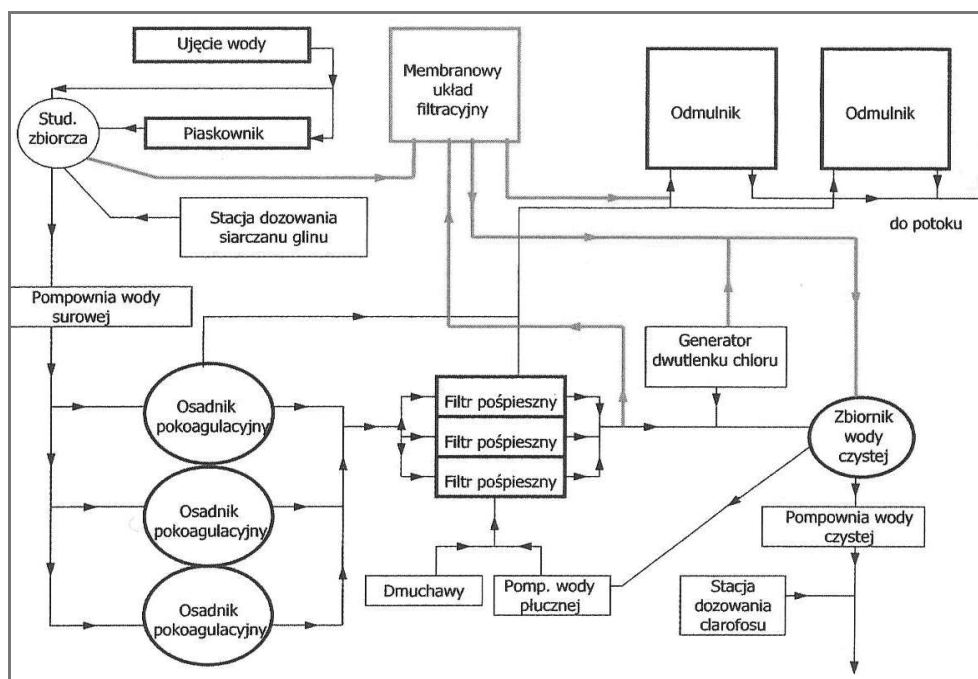 Ujęcie wody
Piaskownik
Stud.
zbiorcza
Stacja dozowania
siarczanu glinu
Membranowy
układ
filtracyjny
Odmulnik
Odmulnik
do potoku
Pompownia wody
surowej
Osadnik
pokoagulacyjny
Osadnik
pokoagulacyjny
Osadnik
pokoagulacyjny
Filtr pośpieszny
Filtr pośpieszny
Filtr pośpieszny
Generator
dwutlenku chloru
Zbiornik
wody
czystej
Dmuchawy
Pomp. wody
płucznej
Pompownia wody
czystej
Stacja
dozowania
clarofosu